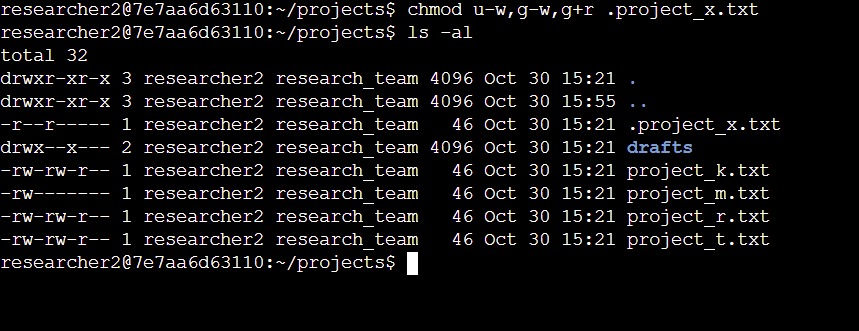 researcher2@7e7aa6d63110:~/projects$ chmod u-w,g-w,g+r .project_x.txt
researcher2@7e7aa6d63110:~/projects$ ls -al
total 32
drwxr-xr-x 3 researcher2 research_team 4096 Oct 30 15:21 .
drwxr-xr-x 3 researcher2 research_team 4096 Oct 30 15:55 ..
-r--r----- 1 researcher2 research_team   46 Oct 30 15:21 .project_x.txt
drwx--x--- 2 researcher2 research_team 4096 Oct 30 15:21 drafts
-rw-rw-r-- 1 researcher2 research_team   46 Oct 30 15:21 project_k.txt
-rw------- 1 researcher2 research_team   46 Oct 30 15:21 project_m.txt
-rw-rw-r-- 1 researcher2 research_team   46 Oct 30 15:21 project_r.txt
-rw-rw-r-- 1 researcher2 research_team   46 Oct 30 15:21 project_t.txt
researcher2@7e7aa6d63110:~/projects$